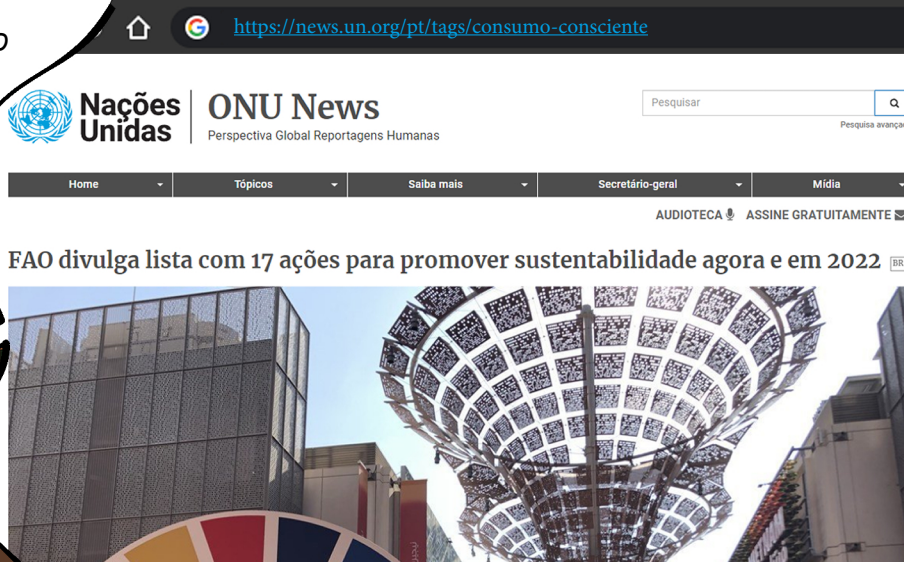 https://news.un.org/pt/tags/consumo-consciente
Nações
Unidas
ONU News
Perspectiva Global Reportagens Humanas
Pesquisar
Home
Tópicos
Saiba mais
Secretário-geral
Mídia
AUDIOTECA
ASSINE GRATUITAMENTE
FAO divulga lista com 17 ações para promover sustentabilidade agora e em 2022
BR